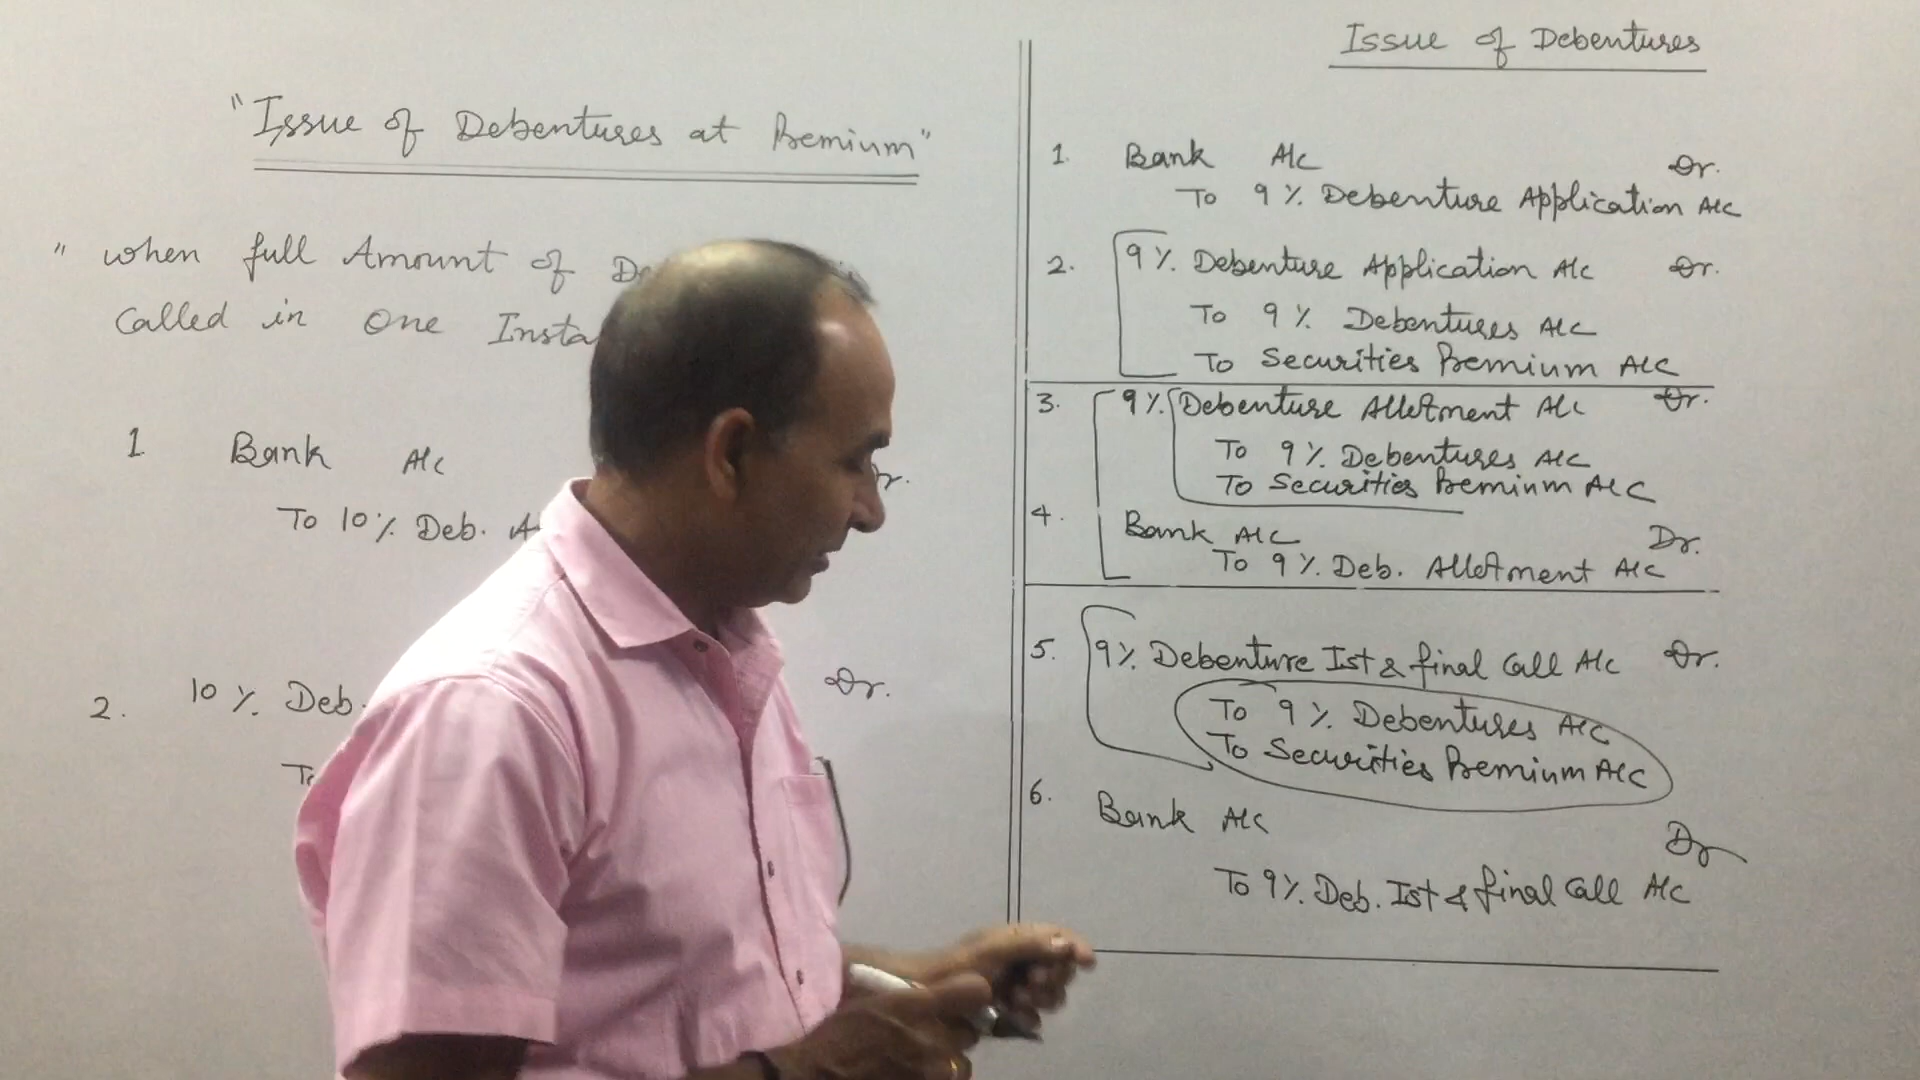 "Issue of Debentures at Premium"
" when full Amount of
Called in One
1 Bank A/c Dr.
To 10% Deb.
2. 10% Deb. Dr.
To
Issue of Debentures
1. Bank A/c Dr.
To 9% Debenture Application A/c
2. 9% Debenture Application A/c Dr.
To 9% Debentures A/c
To Securities Premium A/c
3. 9% Debenture Allotment A/c Dr.
To 9% Debentures A/c
To Securities Premium A/c
4. Bank A/c Dr.
To 9% Deb. Allotment A/c
5. 9% Debenture Ist & final Call A/c Dr.
To 9% Debentures A/c
To Securities Premium A/c
6. Bank A/c Dr
To 9% Deb. Ist & final Call A/c